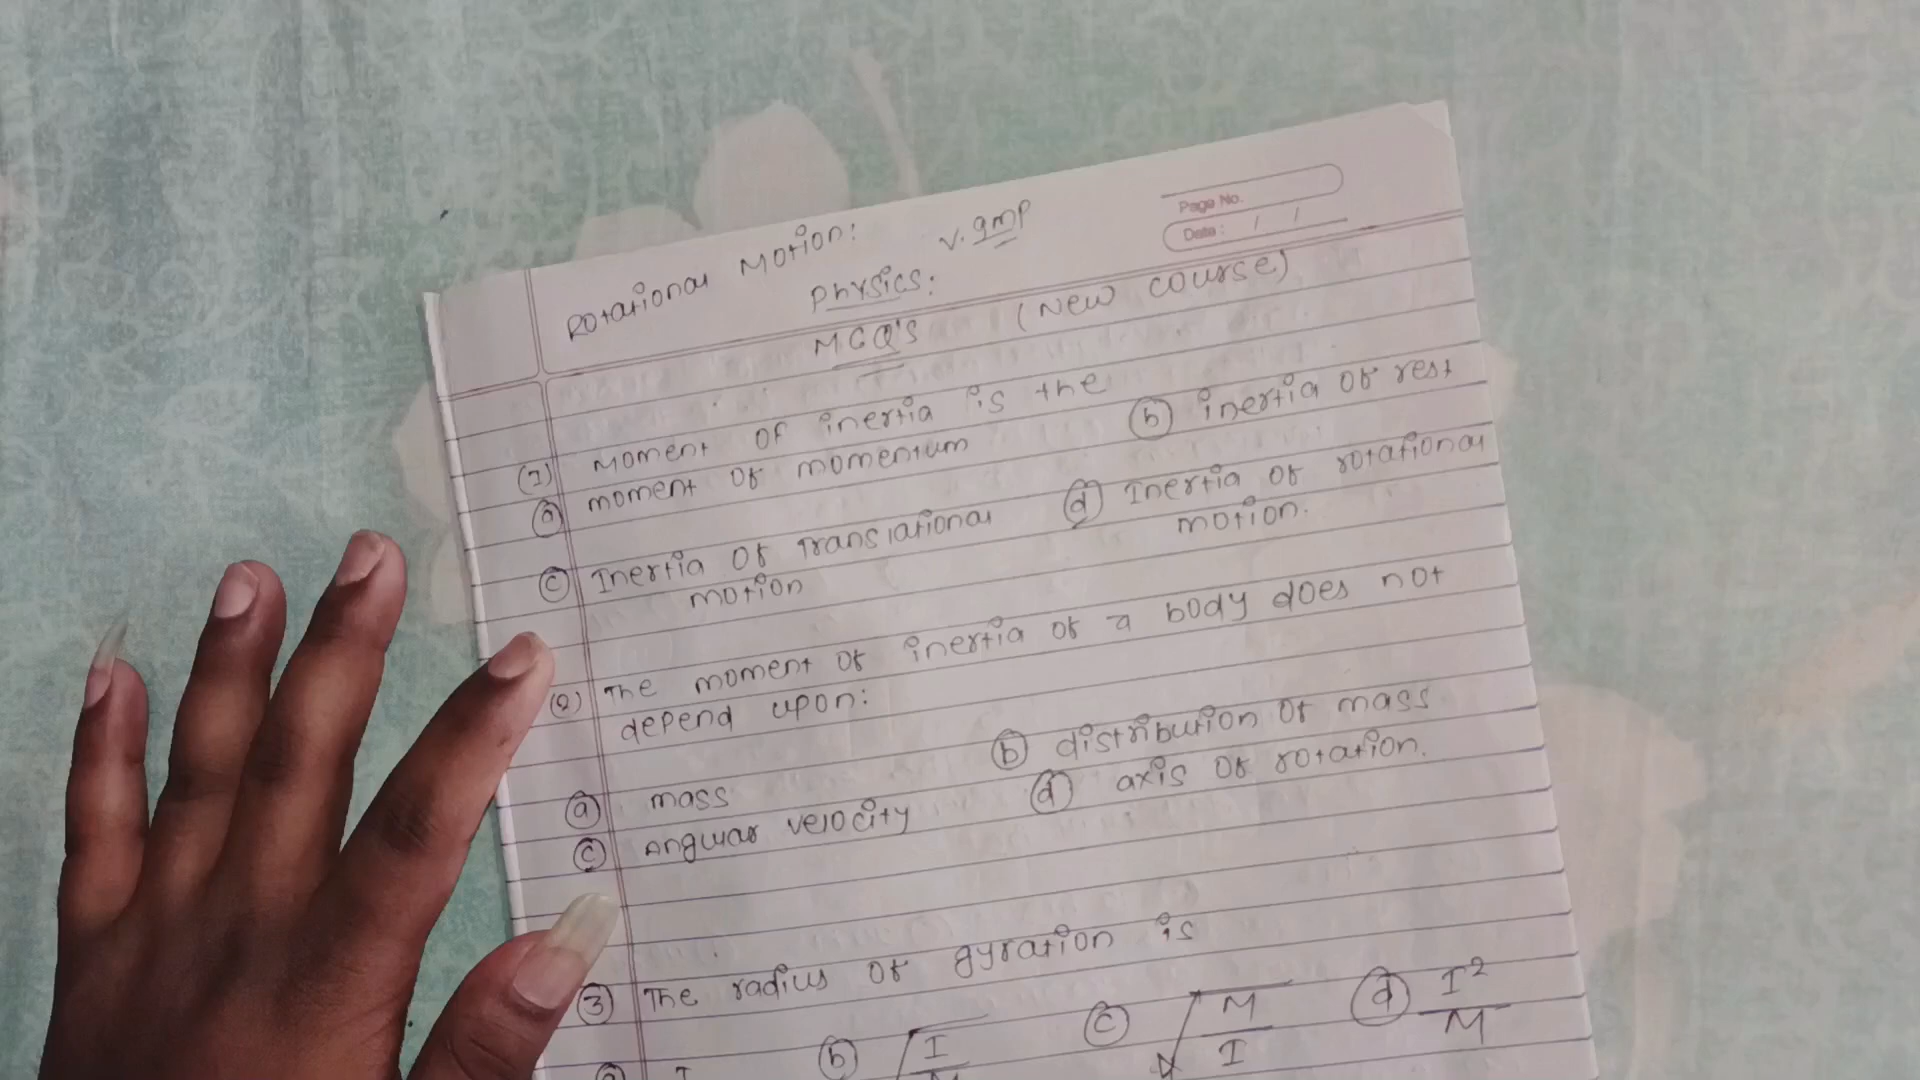 Rotational Motion:
V. Imp
Page No.
Date: / /
Physics:
MCQ's (New course)
(1) Moment of inertia is the
(a) moment of momentum (b) inertia of rest
(c) Inertia of translational motion (d) Inertia of rotational motion.
(2) The moment of inertia of a body does not
depend upon:
(a) mass (b) distribution of mass
(c) Angular velocity (d) axis of rotation.
(3) The radius of gyration is
(b) √I/M (c) √M/I (d) I²/M